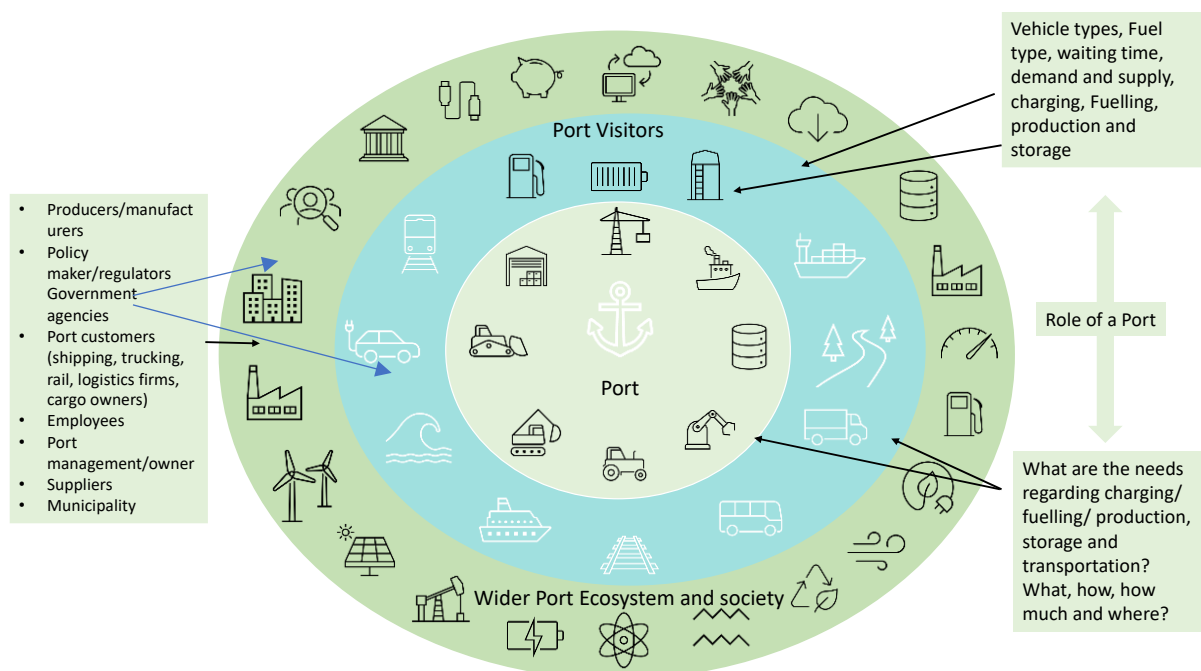 Vehicle types, Fuel
type, waiting time,
demand and supply,
charging, Fuelling,
production and
storage
Port Visitors
• Producers/manufact
urers
• Policy
maker/regulators
Government
agencies
• Port customers
(shipping, trucking,
rail, logistics firms,
cargo owners)
• Employees
• Port
management/owner
• Suppliers
• Municipality
Port
Role of a Port
What are the needs
regarding charging/
fuelling/ production,
storage and
transportation?
What, how, how
much and where?
Wider Port Ecosystem and society